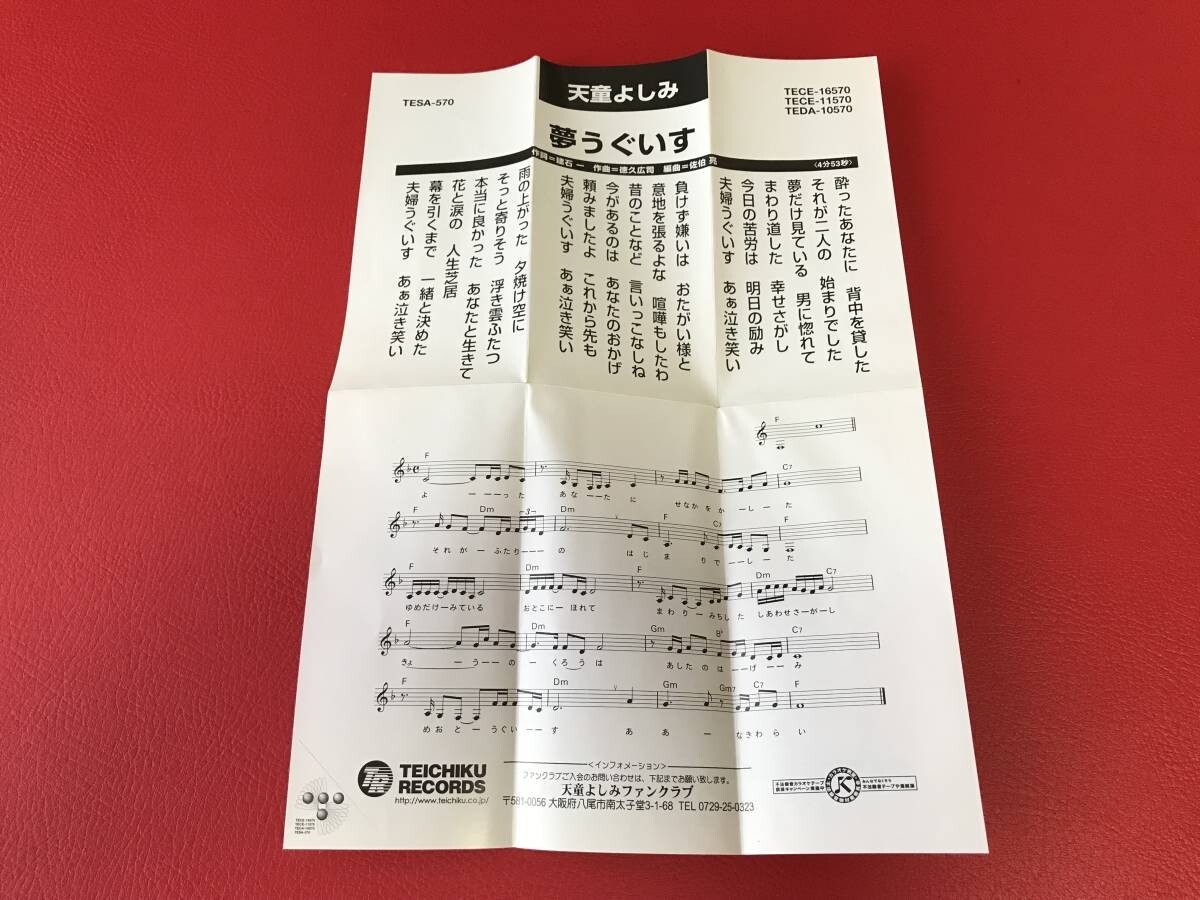 TESA-570
天童よしみ
TECE-16570
TECE-11570
TEDA-10570
夢うぐいす
作詞=鏡石 一 作曲=徳久広司 編曲=佐伯 亮
〈4分53秒〉
酔ったあなたに 背中を貸した
それが二人の 始まりでした
夢だけ見ている 男に惚れて
まわり道した 幸せさがし
今日の苦労は 明日の励み
夫婦うぐいす あぁ泣き笑い
負けず嫌いは おたがい様と
意地を張るよな 喧嘩もしたわ
昔のことなど 言いっこなしね
今があるのは あなたのおかげ
頼みましたよ これから先も
夫婦うぐいす あぁ泣き笑い
雨の上がった 夕焼け空に
そっと寄りそう 浮き雲ふたつ
本当に良かった あなたと生きて
花と涙の 人生芝居
幕を引くまで 一緒と決めた
夫婦うぐいす あぁ泣き笑い
F
F C7
よ ー ーーった あなーーた に せなかをかーしーた
F Dm 3 Dm F C7 F
それ が ーふたりーーー の はじま りでーーしーた
F Dm F Dm C7
ゆめだけーみている おとこにー ほれて まわりーみちした しあわせさーがーし
F Dm Gm B♭ C7
きょ ーうーーのー くろうは あしたのはーーげーーみ
F Dm Gm Gm7 C7 F
めおとーうぐいーーす ああーなきわらい
TEICHIKU
RECORDS
http://www.teichiku.co.jp/
<インフォメーション>
ファンクラブご入会のお問い合わせは、下記までお願い致します。
天童よしみファンクラブ
〒581-0056 大阪府八尾市南太子堂3-1-68 TEL 0729-25-0323
TECE-16570
TECE-11570
TEDA-10570
TESA-570